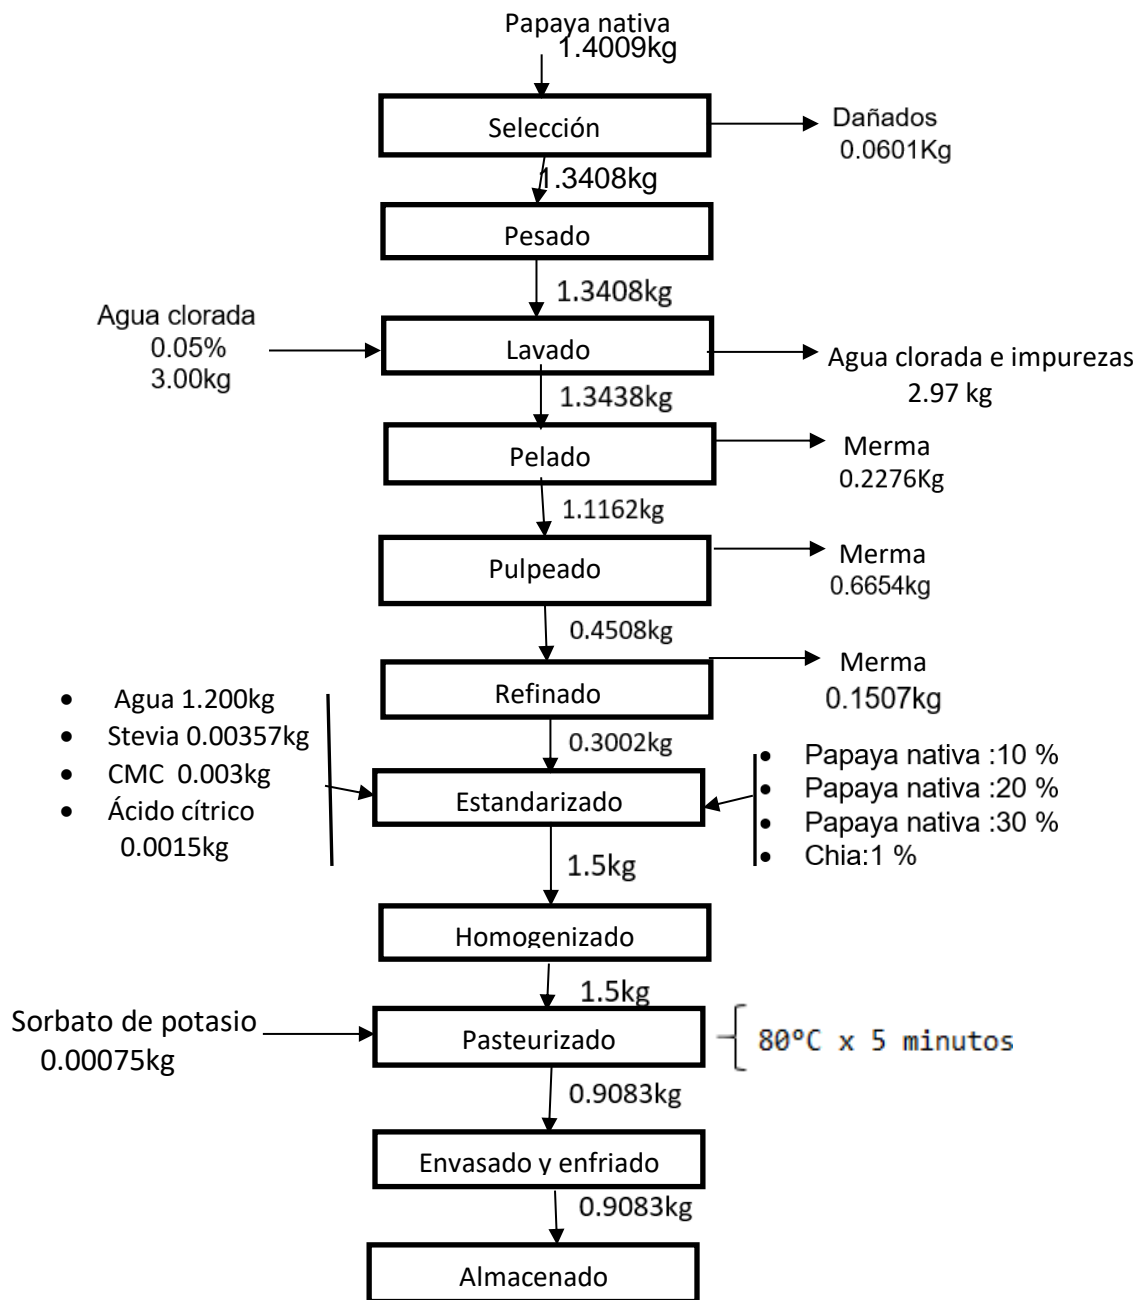 Papaya nativa
1.4009kg
Selección
Dañados
0.0601Kg
1.3408kg
Pesado
1.3408kg
Agua clorada
0.05%
3.00kg
Lavado
Agua clorada e impurezas
2.97 kg
1.3438kg
Pelado
Merma
0.2276Kg
1.1162kg
Pulpeado
Merma
0.6654kg
0.4508kg
Refinado
Merma
0.1507kg
0.3002kg
• Agua 1.200kg
• Stevia 0.00357kg
• CMC 0.003kg
• Ácido cítrico
0.0015kg
Estandarizado
• Papaya nativa :10 %
• Papaya nativa :20 %
• Papaya nativa :30 %
• Chia:1 %
1.5kg
Homogenizado
1.5kg
Sorbato de potasio
0.00075kg
Pasteurizado
80ºC x 5 minutos
0.9083kg
Envasado y enfriado
0.9083kg
Almacenado